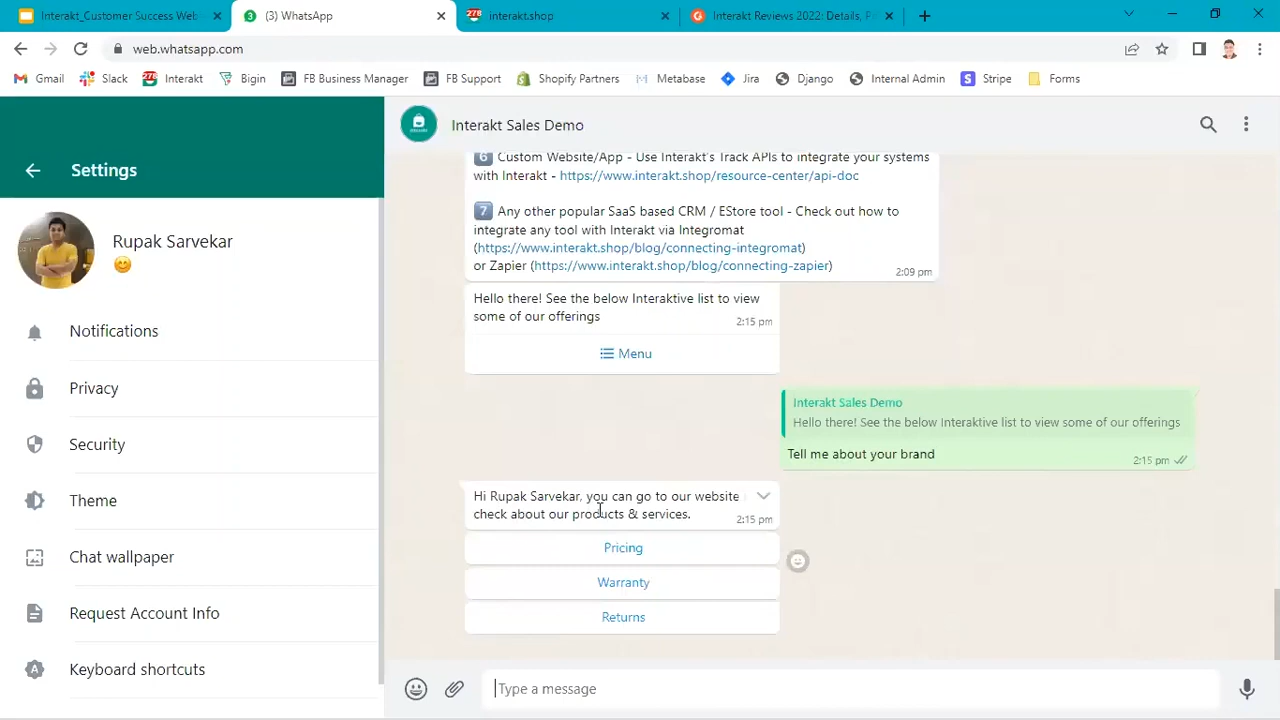 Interakt_Customer Success Web
(3) WhatsApp
interakt.shop
Interakt Reviews 2022: Details, P
web.whatsapp.com
Gmail
Slack
Interakt
Bigin
FB Business Manager
FB Support
Shopify Partners
Metabase
Jira
Django
Internal Admin
Stripe
Forms
Settings
Rupak Sarvekar
Notifications
Privacy
Security
Theme
Chat wallpaper
Request Account Info
Keyboard shortcuts
Interakt Sales Demo
6 Custom Website/App - Use Interakt's Track APIs to integrate your systems
with Interakt - https://www.interakt.shop/resource-center/api-doc
7 Any other popular SaaS based CRM / EStore tool - Check out how to
integrate any tool with Interakt via Integromat
(https://www.interakt.shop/blog/connecting-integromat)
or Zapier (https://www.interakt.shop/blog/connecting-zapier)
2:09 pm
Hello there! See the below Interaktive list to view
some of our offerings
2:15 pm
Menu
Interakt Sales Demo
Hello there! See the below Interaktive list to view some of our offerings
Tell me about your brand
2:15 pm
Hi Rupak Sarvekar, you can go to our website
check about our products & services.
2:15 pm
Pricing
Warranty
Returns
Type a message